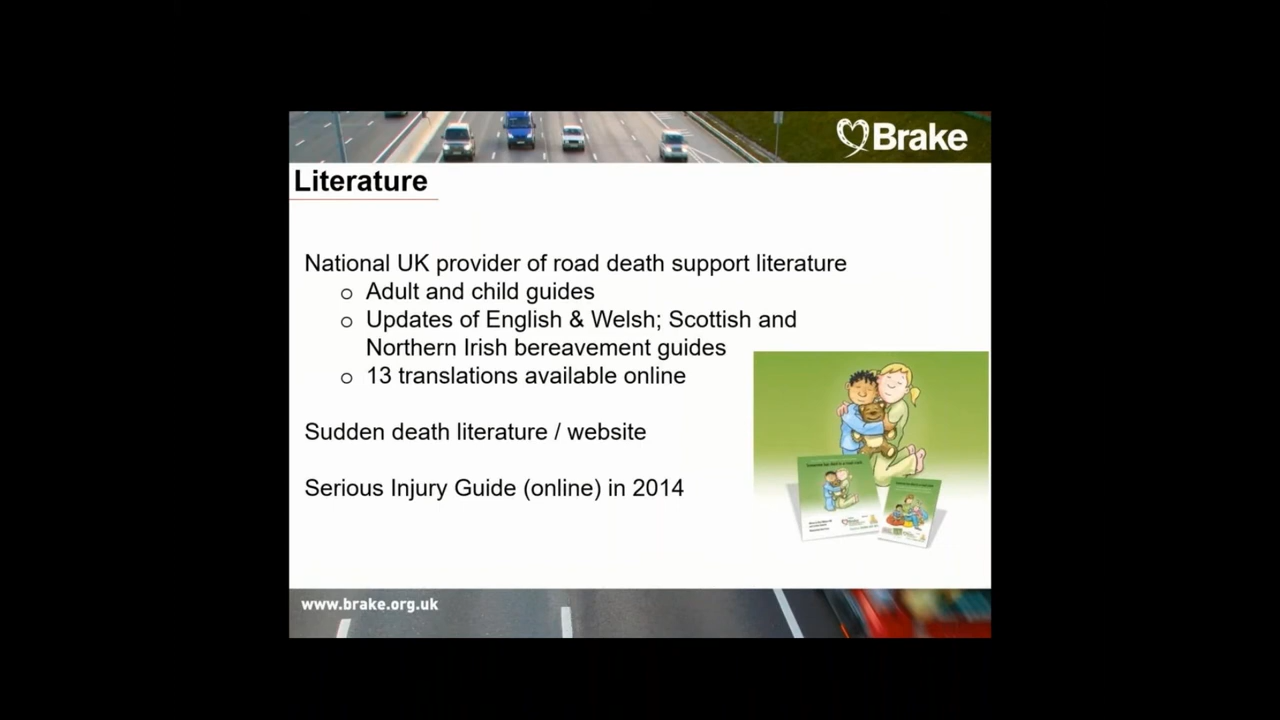 Brake
Literature
National UK provider of road death support literature
o Adult and child guides
o Updates of English & Welsh; Scottish and
Northern Irish bereavement guides
o 13 translations available online
Sudden death literature / website
Serious Injury Guide (online) in 2014
www.brake.org.uk